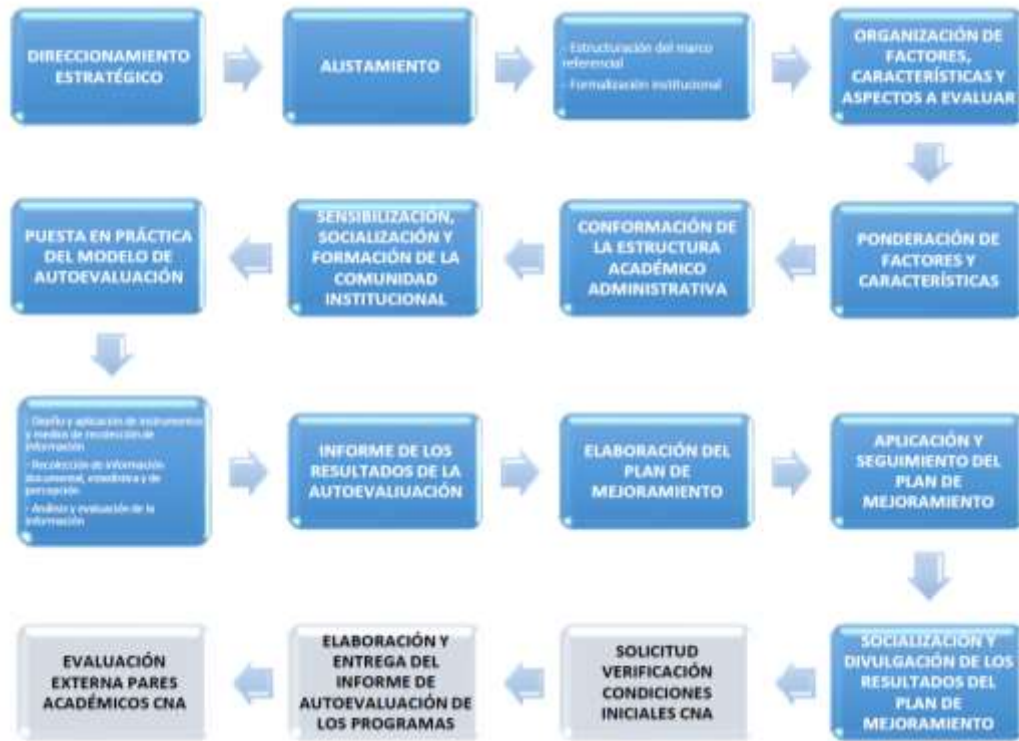 DIRECCIONAMIENTO
ESTRATÉGICO
ALISTAMIENTO
- Estructuración del marco
referencial
- Formalización institucional
ORGANIZACIÓN DE
FACTORES,
CARACTERÍSTICAS Y
ASPECTOS A EVALUAR
PONDERACIÓN DE
FACTORES Y
CARACTERÍSTICAS
CONFORMACIÓN DE
LA ESTRUCTURA
ACADÉMICO
ADMINISTRATIVA
SENSIBILIZACIÓN,
SOCIALIZACIÓN Y
FORMACIÓN DE LA
COMUNIDAD
INSTITUCIONAL
PUESTA EN PRÁCTICA
DEL MODELO DE
AUTOEVALUACIÓN
- Diseño y aplicación de instrumentos
y medios de recolección de
información
- Recolección de información
documental, estadística y de
percepción
- Análisis y evaluación de la
información
INFORME DE LOS
RESULTADOS DE LA
AUTOEVALIUACIÓN
ELABORACIÓN DEL
PLAN DE
MEJORAMIENTO
APLICACIÓN Y
SEGUIMIENTO DEL
PLAN DE
MEJORAMIENTO
SOCIALIZACIÓN Y
DIVULGACIÓN DE LOS
RESULTADOS DEL
PLAN DE
MEJORAMIENTO
SOLICITUD
VERIFICACIÓN
CONDICIONES
INICIALES CNA
ELABORACIÓN Y
ENTREGA DEL
INFORME DE
AUTOEVALUACIÓN DE
LOS PROGRAMAS
EVALUACIÓN
EXTERNA PARES
ACADÉMICOS CNA